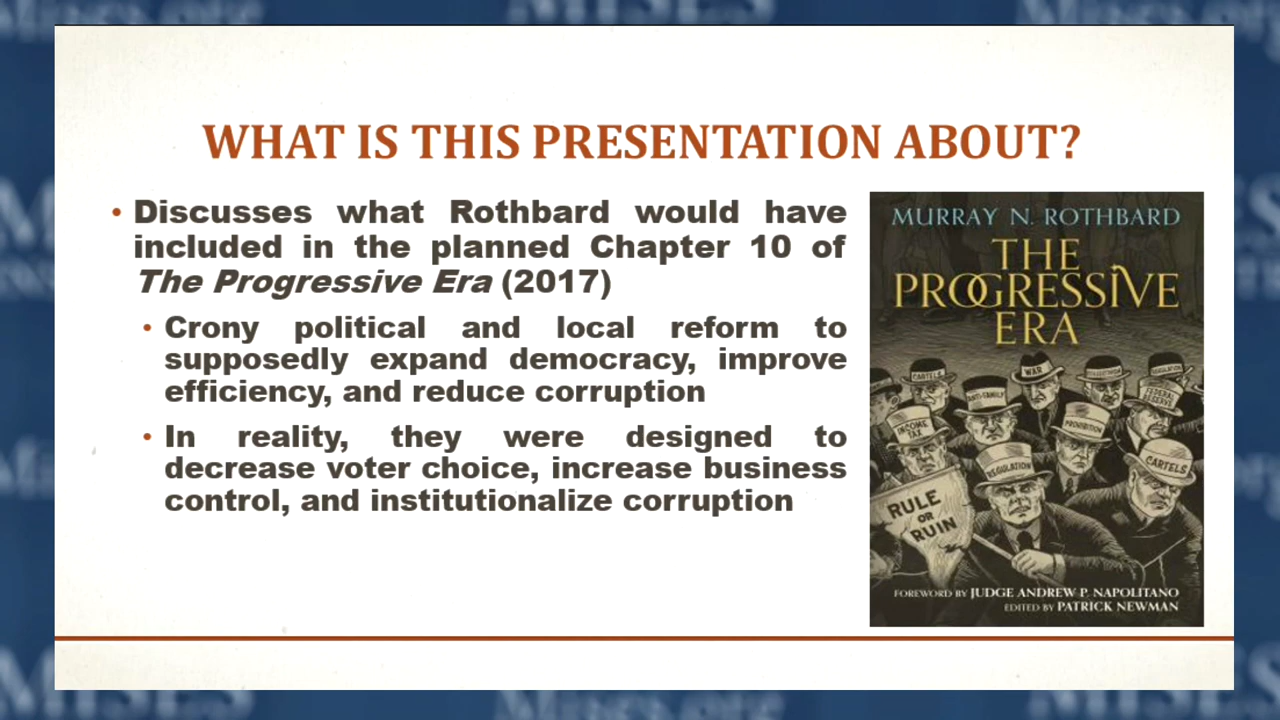 WHAT IS THIS PRESENTATION ABOUT?
• Discusses what Rothbard would have
included in the planned Chapter 10 of
The Progressive Era (2017)
• Crony political and local reform to
supposedly expand democracy, improve
efficiency, and reduce corruption
• In reality, they were designed to
decrease voter choice, increase business
control, and institutionalize corruption
MURRAY N. ROTHBARD
THE
PROGRESSIVE
ERA
WAR
CARTELS
ANTI-FAMILY
FEDERAL
RESERVE
INCOME
TAX
PROHIBITION
REGULATION
CARTELS
RULE
OR
RUIN
FOREWORD BY JUDGE ANDREW P. NAPOLITANO
EDITED BY PATRICK NEWMAN
Mises.org